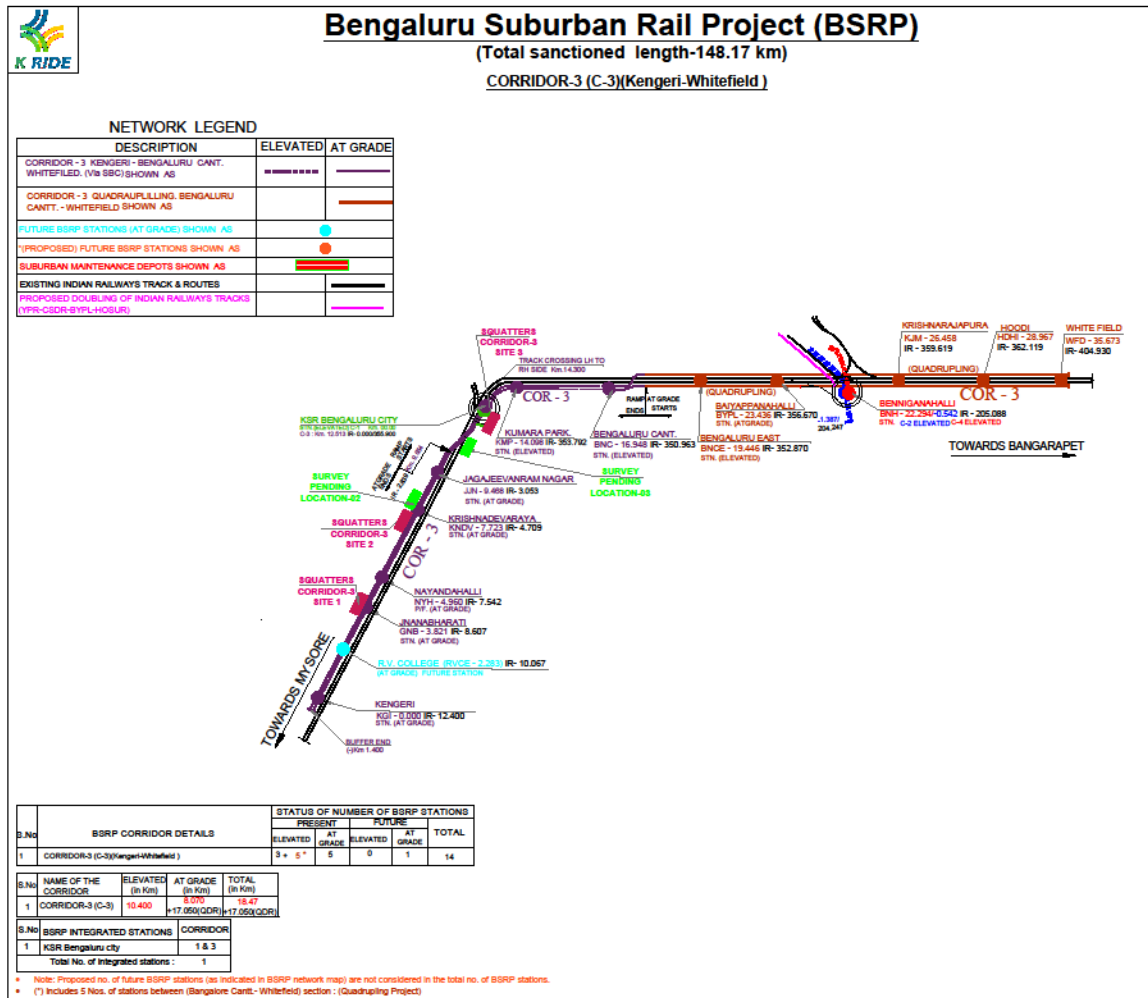 K RIDE
Bengaluru Suburban Rail Project (BSRP)
(Total sanctioned length-148.17 km)
CORRIDOR-3 (C-3)(Kengeri-Whitefield )
NETWORK LEGEND
DESCRIPTION ELEVATED AT GRADE
CORRIDOR - 3 KENGERI - BENGALURU CANT.
WHITEFILED. (Via SBC) SHOWN AS
CORRIDOR - 3 QUADRAUPLILLING. BENGALURU
CANTT. - WHITEFIELD SHOWN AS
FUTURE BSRP STATIONS (AT GRADE) SHOWN AS
*(PROPOSED) FUTURE BSRP STATIONS SHOWN AS
SUBURBAN MAINTENANCE DEPOTS SHOWN AS
EXISTING INDIAN RAILWAYS TRACK & ROUTES
PROPOSED DOUBLING OF INDIAN RAILWAYS TRACKS
(YPR-CSDR-BYPL-HOSUR)
SQUATTERS
CORRIDOR-3
SITE 3
TRACK CROSSING LH TO
RH SIDE Km.14.300
COR - 3
KRISHNARAJAPURA
KJM - 26.458
IR - 359.619
HOODI
HDHI - 28.967
IR - 362.119
WHITE FIELD
WFD - 35.673
IR - 404.930
(QUADRUPLING)
COR - 3
(QUADRUPLING)
RAMP
ENDS
AT GRADE
STARTS
KSR BENGALURU CITY
KUMARA PARK.
KMP - 14.098 IR- 353.792
STN. (ELEVATED)
BENGALURU CANT.
BNC - 16.948 IR- 350.963
STN. (ELEVATED)
BAIYAPPANAHALLI
BYPL - 23.436 IR- 356.670
STN. (ATGRADE)
BENGALURU EAST
BNCE - 19.446 IR- 352.870
STN. (ELEVATED)
BENNIGANAHALLI
BNH - 22.294/-0.542 IR - 205.088
STN. C-2 ELEVATED C-4 ELEVATED
TOWARDS BANGARAPET
SURVEY
PENDING
LOCATION-02
JAGAJEEVANRAM NAGAR
JJN - 9.468 IR- 3.053
STN. (AT GRADE)
SURVEY
PENDING
LOCATION-03
SQUATTERS
CORRIDOR-3
SITE 2
KRISHNADEVARAYA
KNDV - 7.723 IR- 4.709
STN. (AT GRADE)
COR - 3
SQUATTERS
CORRIDOR-3
SITE 1
NAYANDAHALLI
NYH - 4.960 IR- 7.542
P/F. (AT GRADE)
JNANABHARATI
GNB - 3.821 IR- 8.607
STN. (AT GRADE)
R.V. COLLEGE (RVCE - 2.283) IR- 10.067
(AT GRADE) FUTURE STATION
TOWARDS MYSORE
KENGERI
KGI - 0.000 IR- 12.400
STN. (AT GRADE)
BUFFER END
(-)Km 1.400
S.No BSRP CORRIDOR DETAILS STATUS OF NUMBER OF BSRP STATIONS
PRESENT FUTURE TOTAL
ELEVATED AT GRADE ELEVATED AT GRADE
1 CORRIDOR-3 (C-3)(Kengeri-Whitefield ) 3 + 5* 5 0 1 14
S.No NAME OF THE CORRIDOR ELEVATED (in Km) AT GRADE (in Km) TOTAL (in Km)
1 CORRIDOR-3 (C-3) 10.400 8.070 +17.050(QDR) 18.47 +17.050(QDR)
S.No BSRP INTEGRATED STATIONS CORRIDOR
1 KSR Bengaluru city 1 & 3
Total No. of integrated stations : 1
• Note: Proposed no. of future BSRP stations (as indicated in BSRP network map) are not considered in the total no. of BSRP stations.
• (*) Includes 5 Nos. of stations between (Bangalore Cantt.- Whitefield) section : (Quadrupling Project)